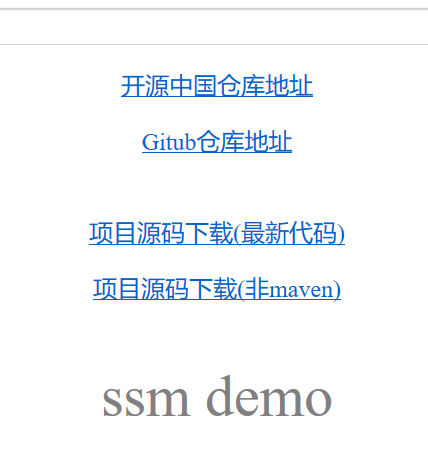 开源中国仓库地址
Gitub仓库地址
项目源码下载(最新代码)
项目源码下载(非maven)
ssm demo